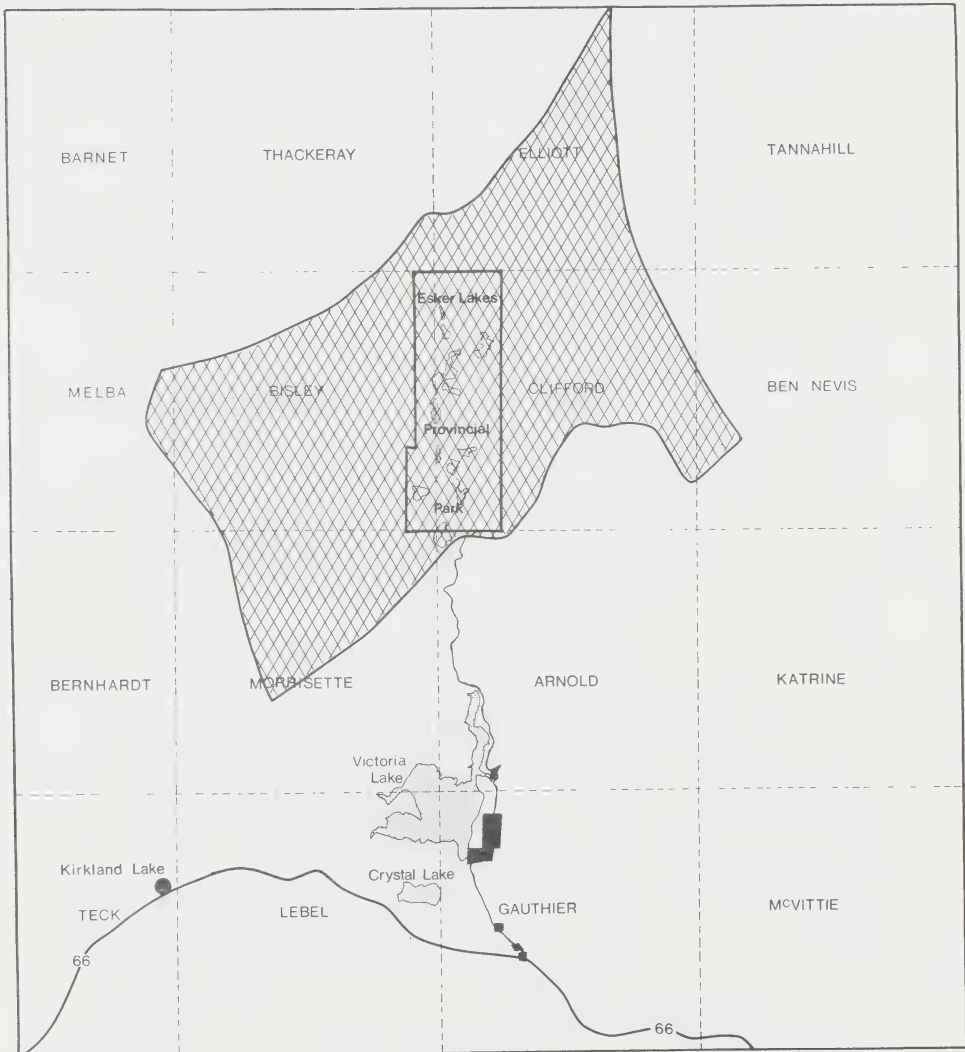 BARNET
THACKERAY
ELLIOTT
TANNAHILL
Esker Lakes
MELBA
BISLEY
CLIFFORD
BEN NEVIS
Provincial
Park
BERNHARDT
MORRISETTE
ARNOLD
KATRINE
Victoria
Lake
Kirkland Lake
Crystal Lake
TECK
LEBEL
GAUTHIER
McVITTIE
66
66